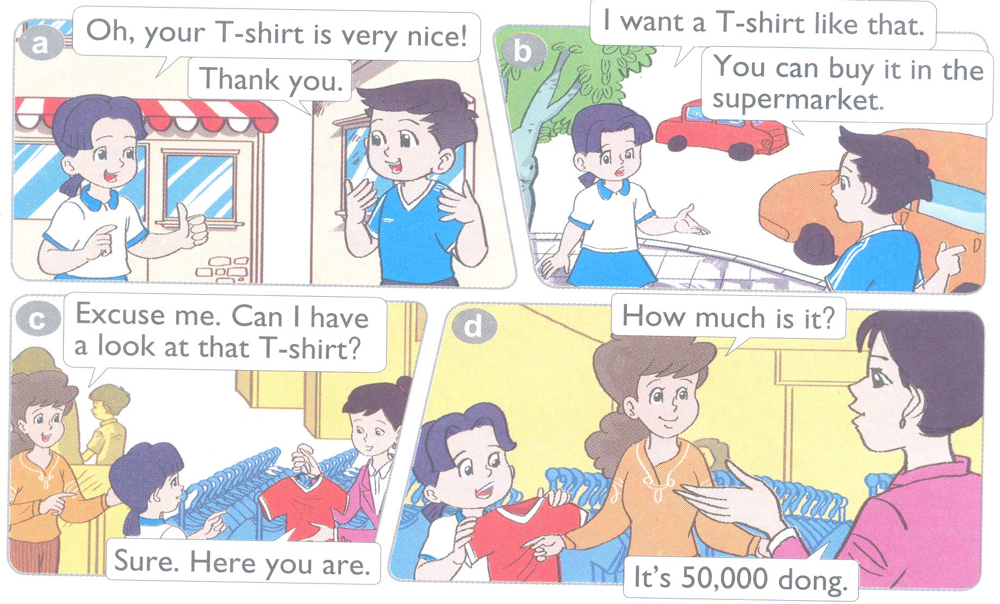 a
Oh, your T-shirt is very nice!
Thank you.
b
I want a T-shirt like that.
You can buy it in the
supermarket.
c
Excuse me. Can I have
a look at that T-shirt?
Sure. Here you are.
d
How much is it?
It's 50,000 dong.